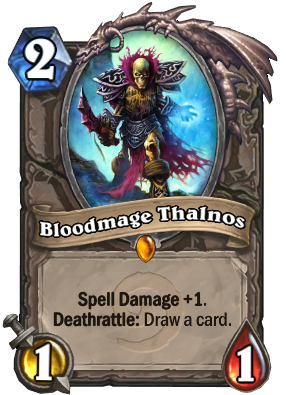 2
Bloodmage Thalnos
Spell Damage +1.
Deathrattle: Draw a card.
1 1